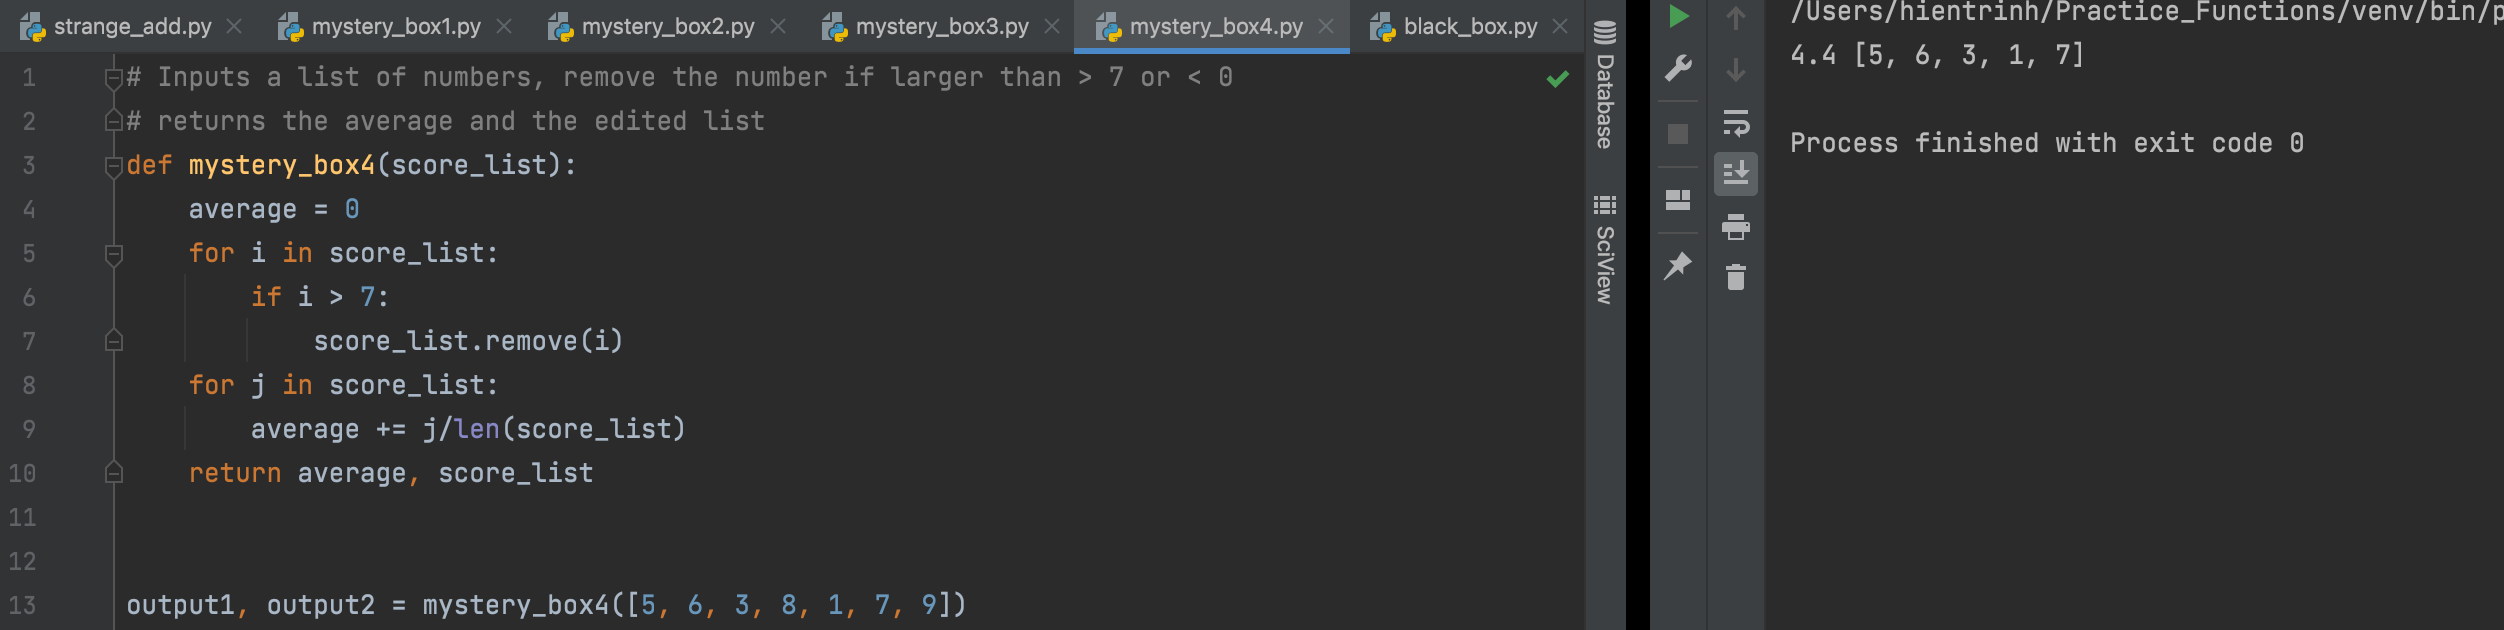 strange_add.py mystery_box1.py mystery_box2.py mystery_box3.py mystery_box4.py black_box.py
1 # Inputs a list of numbers, remove the number if larger than > 7 or < 0
2 # returns the average and the edited list
3 def mystery_box4(score_list):
4 average = 0
5 for i in score_list:
6 if i > 7:
7 score_list.remove(i)
8 for j in score_list:
9 average += j/len(score_list)
10 return average, score_list
11
12
13 output1, output2 = mystery_box4([5, 6, 3, 8, 1, 7, 9])
Database
SciView
/Users/hientrinh/Practice_Functions/venv/bin/p
4.4 [5, 6, 3, 1, 7]
Process finished with exit code 0